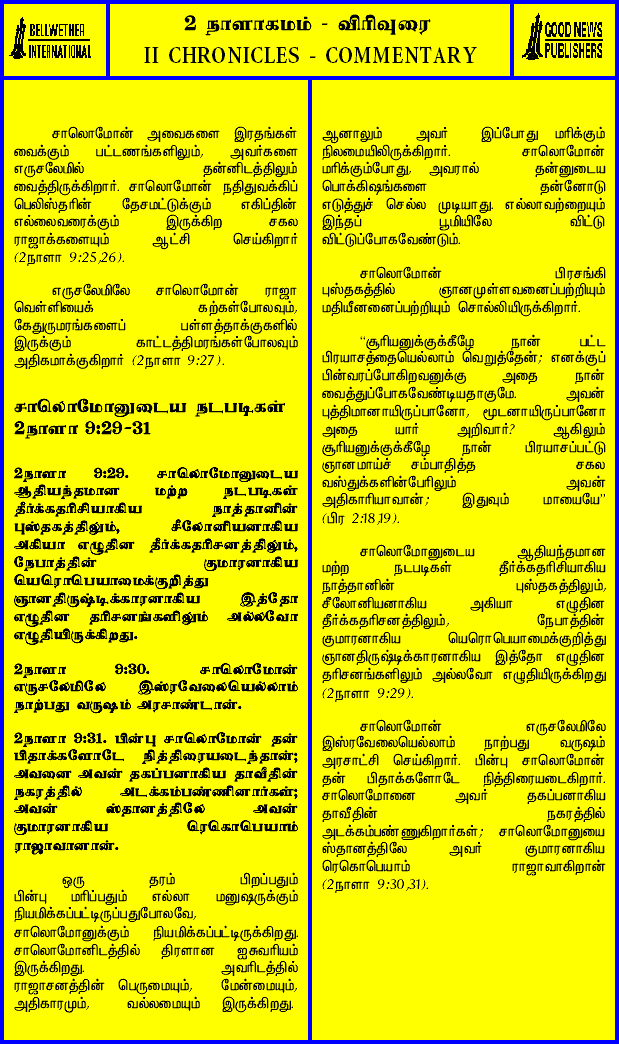 BELLWETHER
INTERNATIONAL
2 நாளாகமம் - விரிவுரை
II CHRONICLES - COMMENTARY
GOOD NEWS
PUBLISHERS
சாலொமோன் அவைகளை இரதங்கள்
வைக்கும் பட்டணங்களிலும், அவர்களை
எருசலேமில் தன்னிடத்திலும்
வைத்திருக்கிறார். சாலொமோன் நதிதுவக்கிப்
பெலிஸ்தரின் தேசமட்டுக்கும் எகிப்தின்
எல்லைவரைக்கும் இருக்கிற சகல
ராஜாக்களையும் ஆட்சி செய்கிறார்
(2நாளா 9:25,26).
எருசலேமிலே சாலொமோன் ராஜா
வெள்ளியைக் கற்கள்போலவும்,
கேதுருமரங்களைப் பள்ளத்தாக்குகளில்
இருக்கும் காட்டத்திமரங்கள்போலவும்
அதிகமாக்குகிறார் (2நாளா 9:27).
சாலொமோனுடைய நடபடிகள்
2நாளா 9:29-31
2நாளா 9:29. சாலொமோனுடைய
ஆதியந்தமான மற்ற நடபடிகள்
தீர்க்கதரிசியாகிய நாத்தானின்
புஸ்தகத்திலும், சீலோனியனாகிய
அகியா எழுதின தீர்க்கதரிசனத்திலும்,
நேபாத்தின் குமாரனாகிய
யெரொபெயாமைக்குறித்து
ஞானதிருஷ்டிக்காரனாகிய இத்தோ
எழுதின தரிசனங்களிலும் அல்லவோ
எழுதியிருக்கிறது.
2நாளா 9:30. சாலொமோன்
எருசலேமிலே இஸ்ரவேலையெல்லாம்
நாற்பது வருஷம் அரசாண்டான்.
2நாளா 9:31. பின்பு சாலொமோன் தன்
பிதாக்களோடே நித்திரையடைந்தான்;
அவனை அவன் தகப்பனாகிய தாவீதின்
நகரத்தில் அடக்கம்பண்ணினார்கள்;
அவன் ஸ்தானத்திலே அவன்
குமாரனாகிய ரெகொபெயாம்
ராஜாவானான்.
ஒரு தரம் பிறப்பதும்
பின்பு மரிப்பதும் எல்லா மனுஷருக்கும்
நியமிக்கப்பட்டிருப்பதுபோலவே,
சாலொமோனுக்கும் நியமிக்கப்பட்டிருக்கிறது.
சாலொமோனிடத்தில் திரளான ஐசுவரியம்
இருக்கிறது. அவரிடத்தில்
ராஜாசனத்தின் பெருமையும், மேன்மையும்,
அதிகாரமும், வல்லமையும் இருக்கிறது.
ஆனாலும் அவர் இப்போது மரிக்கும்
நிலமையிலிருக்கிறார். சாலொமோன்
மரிக்கும்போது, அவரால் தன்னுடைய
பொக்கிஷங்களை தன்னோடு
எடுத்துச் செல்ல முடியாது. எல்லாவற்றையும்
இந்தப் பூமியிலே விட்டு
விட்டுப்போகவேண்டும்.
சாலொமோன் பிரசங்கி
புஸ்தகத்தில் ஞானமுள்ளவனைப்பற்றியும்
மதியீனனைப்பற்றியும் சொல்லியிருக்கிறார்.
"சூரியனுக்குக்கீழே நான் பட்ட
பிரயாசத்தையெல்லாம் வெறுத்தேன்; எனக்குப்
பின்வரப்போகிறவனுக்கு அதை நான்
வைத்துப்போகவேண்டியதாகுமே. அவன்
புத்திமானாயிருப்பானோ, மூடனாயிருப்பானோ
அதை யார் அறிவார்? ஆகிலும்
சூரியனுக்குக்கீழே நான் பிரயாசப்பட்டு
ஞானமாய்ச் சம்பாதித்த சகல
வஸ்துக்களின்பேரிலும் அவன்
அதிகாரியாவான்; இதுவும் மாயையே"
(பிர 2:18,19).
சாலொமோனுடைய ஆதியந்தமான
மற்ற நடபடிகள் தீர்க்கதரிசியாகிய
நாத்தானின் புஸ்தகத்திலும்,
சீலோனியனாகிய அகியா எழுதின
தீர்க்கதரிசனத்திலும், நேபாத்தின்
குமாரனாகிய யெரொபெயாமைக்குறித்து
ஞானதிருஷ்டிக்காரனாகிய இத்தோ எழுதின
தரிசனங்களிலும் அல்லவோ எழுதியிருக்கிறது
(2நாளா 9:29).
சாலொமோன் எருசலேமிலே
இஸ்ரவேலையெல்லாம் நாற்பது வருஷம்
அரசாட்சி செய்கிறார். பின்பு சாலொமோன்
தன் பிதாக்களோடே நித்திரையடைகிறார்.
சாலொமோனை அவர் தகப்பனாகிய
தாவீதின் நகரத்தில்
அடக்கம்பண்ணுகிறார்கள்; சாலொமோனுயை
ஸ்தானத்திலே அவர் குமாரனாகிய
ரெகொபெயாம் ராஜாவாகிறான்
(2நாளா 9:30,31).